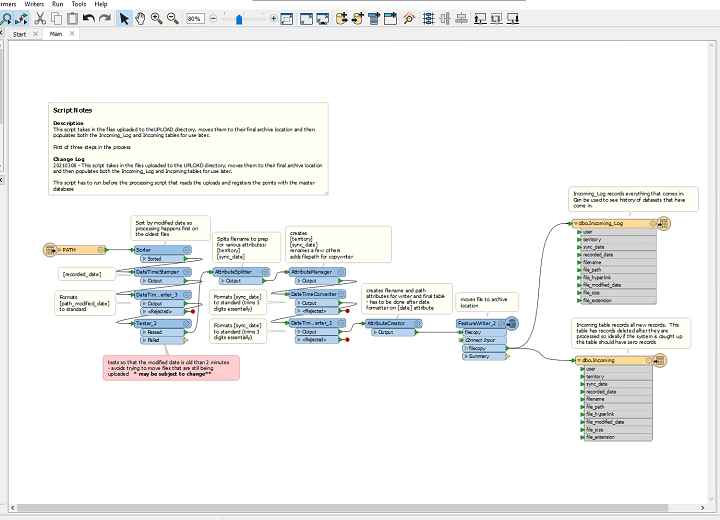 rmers Writers Run Tools Help
80%
Start
Main
Script Notes
Description
This script takes in the files uploaded to theUPLOAD directory, moves them to their final archive location and then
populates both the Incoming_Log and Incoming tables for use later.
First of three steps in the process
Change Log
20210308 - This script takes in the files uploaded to the UPLOAD directory, moves them to their final archive location
and then populates both the Incoming_Log and Incoming tables for use later.
This script has to run before the processing script that reads the uploads and registers the points with the master
database
Sort by modified date so
processing happens first on
the oldest files
PATH
Sorter
Sorted
[recorded_date]
DateTimeStamper
Output
Formats
[path_modified_date]
to standard
DateTim...erter_3
Output
<Rejected>
Tester_2
Passed
Failed
tests so that the modified date is old than 2 minutes
- avoids trying to move files that are still being
uploaded * may be subject to change**
Splits filename to prep
for various attributes:
[territory]
[sync_date]
AttributeSplitter
Output
creates
[territory]
[sync_date]
renames a few others
adds filepath for copywriter
AttributeManager
Output
Formats [sync_date]
to standard (trims 3
digits essentially)
DateTimeConverter
Output
<Rejected>
Formats [sync_date]
to standard (trims 3
digits essentially)
DateTim...erter_2
Output
<Rejected>
creates filename and path
attributes for writer and final table
- has to be done after date
formatter on [date] attribute
AttributeCreator
Output
moves file to archive
location
FeatureWriter_2
filecopy
Connect Input
filecopy
Summary
Incoming_Log records everything that comes in.
Can be used to see history of datasets that have
come in.
dbo.Incoming_Log
user
territory
sync_date
recorded_date
filename
file_path
file_hyperlink
file_modified_date
file_size
file_extension
Incoming table records all new records. This
table has records deleted after they are
processed so ideally if the system is caught up
this table should have zero records
dbo.Incoming
user
territory
sync_date
recorded_date
filename
file_path
file_hyperlink
file_modified_date
file_size
file_extension